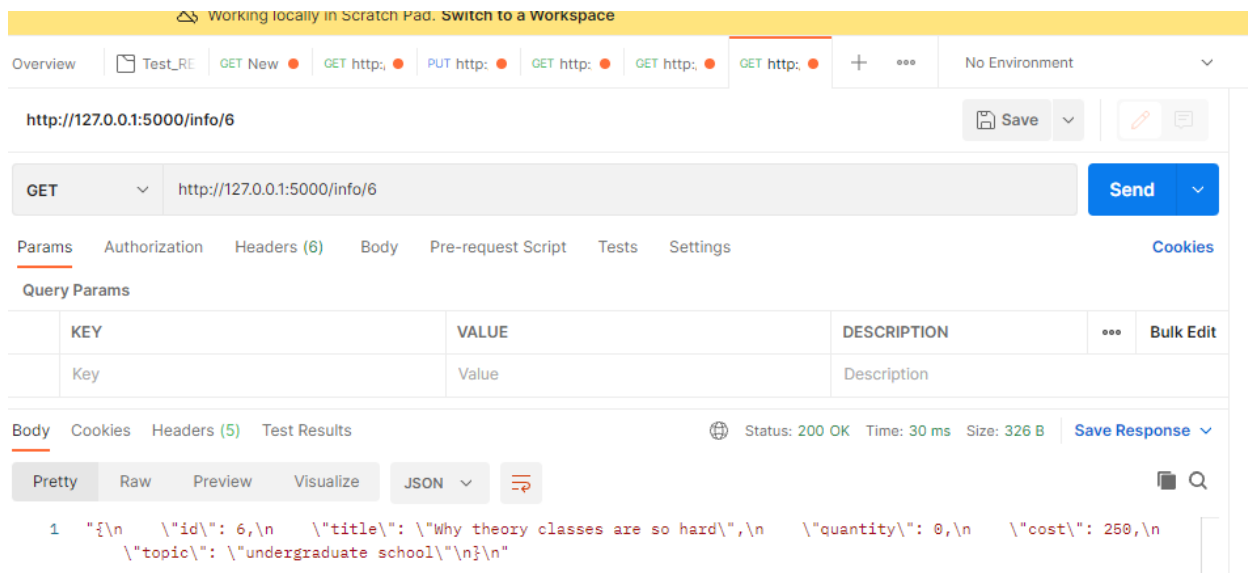 Working locally in Scratch Pad. Switch to a Workspace
Overview Test_RE GET New GET http:, PUT http: GET http: GET http:, GET http:, No Environment
http://127.0.0.1:5000/info/6 Save
GET http://127.0.0.1:5000/info/6 Send
Params Authorization Headers (6) Body Pre-request Script Tests Settings Cookies
Query Params
KEY VALUE DESCRIPTION Bulk Edit
Key Value Description
Body Cookies Headers (5) Test Results Status: 200 OK Time: 30 ms Size: 326 B Save Response
Pretty Raw Preview Visualize JSON
1 "{\n    \"id\": 6,\n    \"title\": \"Why theory classes are so hard\",\n    \"quantity\": 0,\n    \"cost\": 250,\n
\"topic\": \"undergraduate school\"\n}\n"